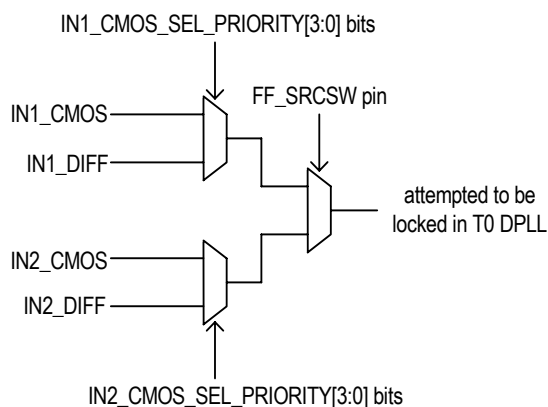 IN1_CMOS_SEL_PRIORITY[3:0] bits
FF_SRCSW pin
IN1_CMOS
IN1_DIFF
attempted to be
locked in T0 DPLL
IN2_CMOS
IN2_DIFF
IN2_CMOS_SEL_PRIORITY[3:0] bits